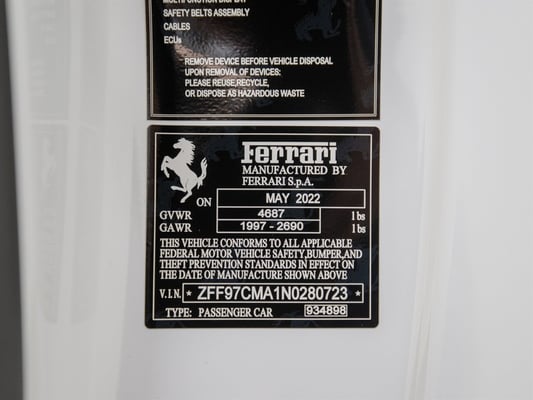 SAFETY BELTS ASSEMBLY
CABLES
ECUs
REMOVE DEVICE BEFORE VEHICLE DISPOSAL
UPON REMOVAL OF DEVICES:
PLEASE REUSE,RECYCLE,
OR DISPOSE AS HAZARDOUS WASTE
Ferrari
MANUFACTURED BY
FERRARI S.p.A.
ON MAY 2022
GVWR 4687 lbs
GAWR 1997 - 2690 lbs
THIS VEHICLE CONFORMS TO ALL APPLICABLE
FEDERAL MOTOR VEHICLE SAFETY,BUMPER,AND
THEFT PREVENTION STANDARDS IN EFFECT ON
THE DATE OF MANUFACTURE SHOWN ABOVE
V.I.N. * ZFF97CMA1N0280723 *
TYPE: PASSENGER CAR 934898